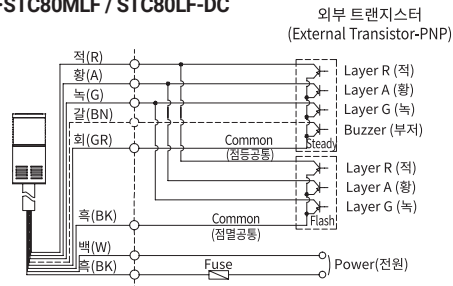 STC80MLF / STC80LF-DC
외부 트랜지스터
(External Transistor-PNP)
적(R)
황(A)
녹(G)
갈(BN)
회(GR)
Common
(점등공통)
Layer R (적)
Layer A (황)
Layer G (녹)
Buzzer (부저)
Steady
Layer R (적)
Layer A (황)
Layer G (녹)
Flash
흑(BK)
Common
(점멸공통)
백(W)
흑(BK)
Fuse
Power(전원)